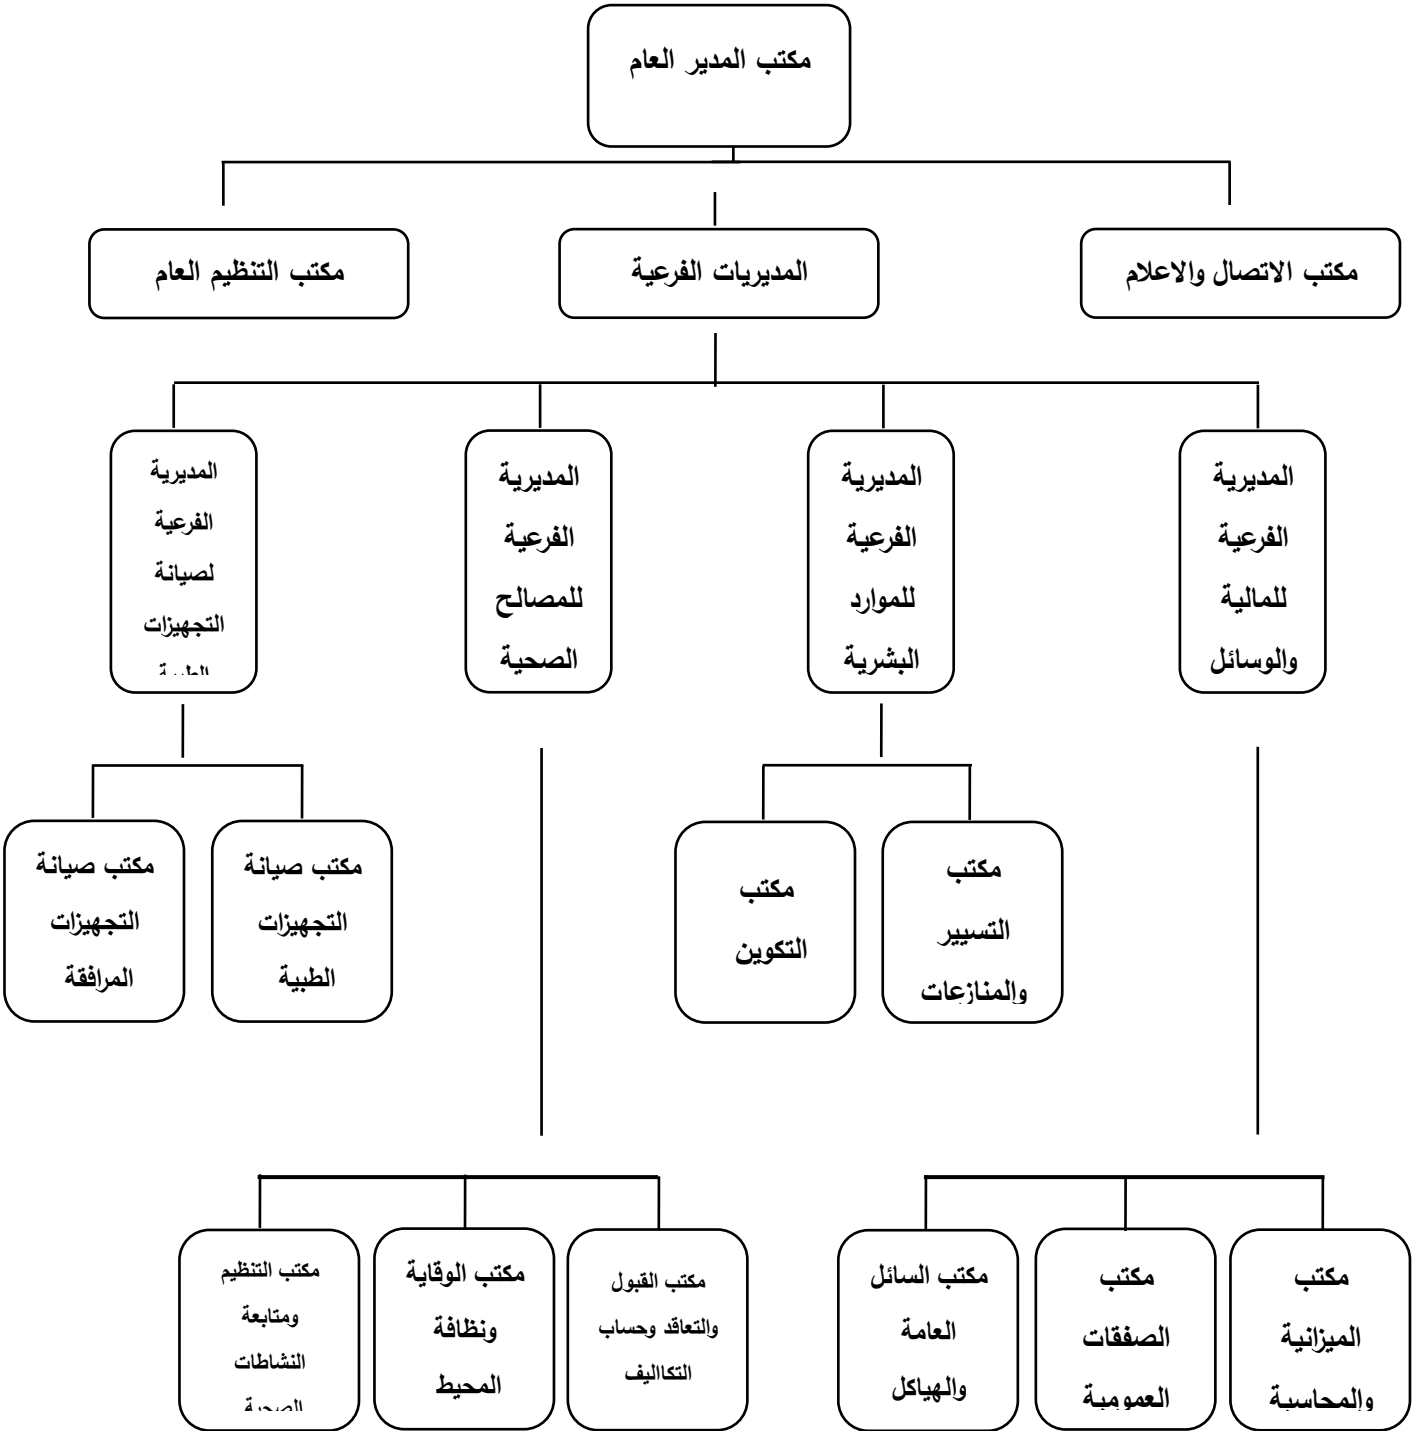 مكتب المدير العام
مكتب الاتصال والاعلام
المديريات الفرعية
مكتب التنظيم العام
المديرية
الفرعية
للمالية
والوسائل
المديرية
الفرعية
للموارد
البشرية
المديرية
الفرعية
للمصالح
الصحية
المديرية
الفرعية
لصيانة
التجهيزات
الطبية
مكتب
التسيير
والمنازعات
مكتب
التكوين
مكتب صيانة
التجهيزات
الطبية
مكتب صيانة
التجهيزات
المرافقة
مكتب
الميزانية
والمحاسبة
مكتب
الصفقات
العمومية
مكتب السائل
العامة
والهياكل
مكتب القبول
والتعاقد وحساب
التكااليف
مكتب الوقاية
ونظافة
المحيط
مكتب التنظيم
ومتابعة
النشاطات
الصحية